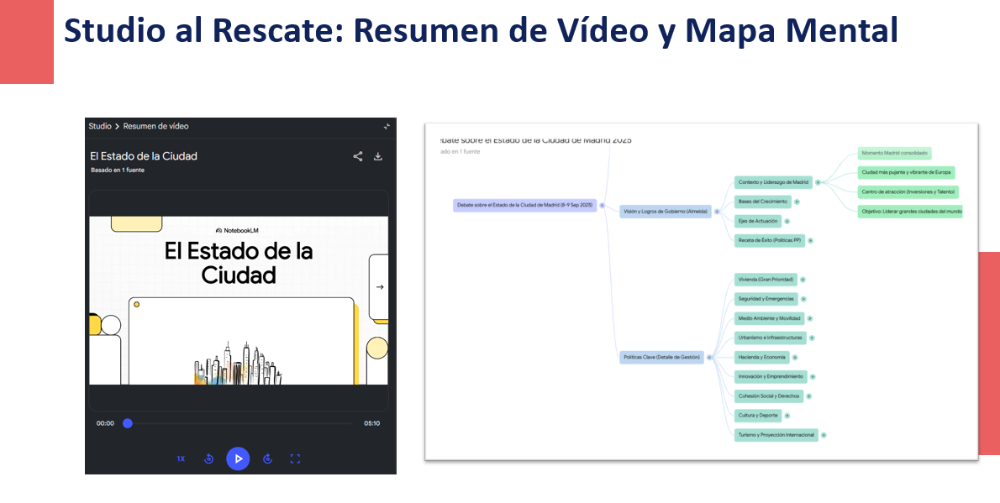 Studio al Rescate: Resumen de Vídeo y Mapa Mental
Studio > Resumen de vídeo
El Estado de la Ciudad
Basado en 1 fuente
NotebookLM
El Estado de la
Ciudad
00:00
05:10
1X
bate sobre el Estado de la Ciudad de Madrid 2025
ado en 1 fuente
Debate sobre el Estado de la Ciudad de Madrid (8-9 Sep 2025)
Visión y Logros de Gobierno (Almeida)
Contexto y Liderazgo de Madrid
Momento Madrid consolidado
Ciudad más pujante y vibrante de Europa
Centro de atracción (Inversiones y Talento)
Objetivo: Liderar grandes ciudades del mundo
Bases del Crecimiento
Ejes de Actuación
Receta de Éxito (Políticas PP)
Políticas Clave (Detalle de Gestión)
Vivienda (Gran Prioridad)
Seguridad y Emergencias
Medio Ambiente y Movilidad
Urbanismo e Infraestructuras
Hacienda y Economía
Innovación y Emprendimiento
Cohesión Social y Derechos
Cultura y Deporte
Turismo y Proyección Internacional